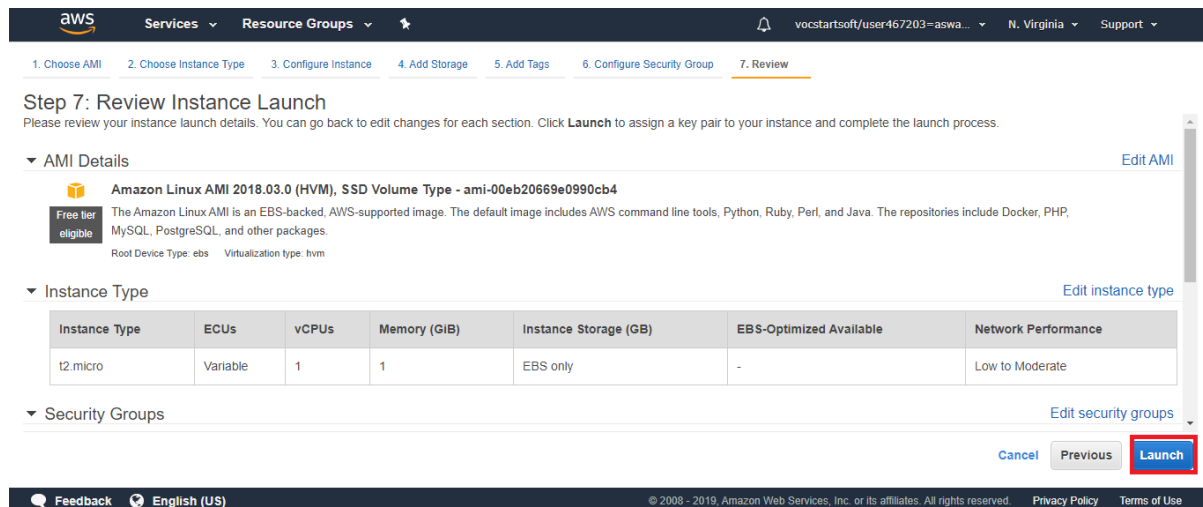 aws Services Resource Groups vocstartsoft/user467203=aswa... N. Virginia Support
1. Choose AMI 2. Choose Instance Type 3. Configure Instance 4. Add Storage 5. Add Tags 6. Configure Security Group 7. Review
Step 7: Review Instance Launch
Please review your instance launch details. You can go back to edit changes for each section. Click Launch to assign a key pair to your instance and complete the launch process.
AMI Details Edit AMI
Amazon Linux AMI 2018.03.0 (HVM), SSD Volume Type - ami-00eb20669e0990cb4
Free tier eligible
The Amazon Linux AMI is an EBS-backed, AWS-supported image. The default image includes AWS command line tools, Python, Ruby, Perl, and Java. The repositories include Docker, PHP,
MySQL, PostgreSQL, and other packages.
Root Device Type: ebs Virtualization type: hvm
Instance Type Edit instance type
Instance Type ECUs vCPUs Memory (GiB) Instance Storage (GB) EBS-Optimized Available Network Performance
t2.micro Variable 1 1 EBS only - Low to Moderate
Security Groups Edit security groups
Cancel Previous Launch
Feedback English (US) © 2008 - 2019, Amazon Web Services, Inc. or its affiliates. All rights reserved. Privacy Policy Terms of Use